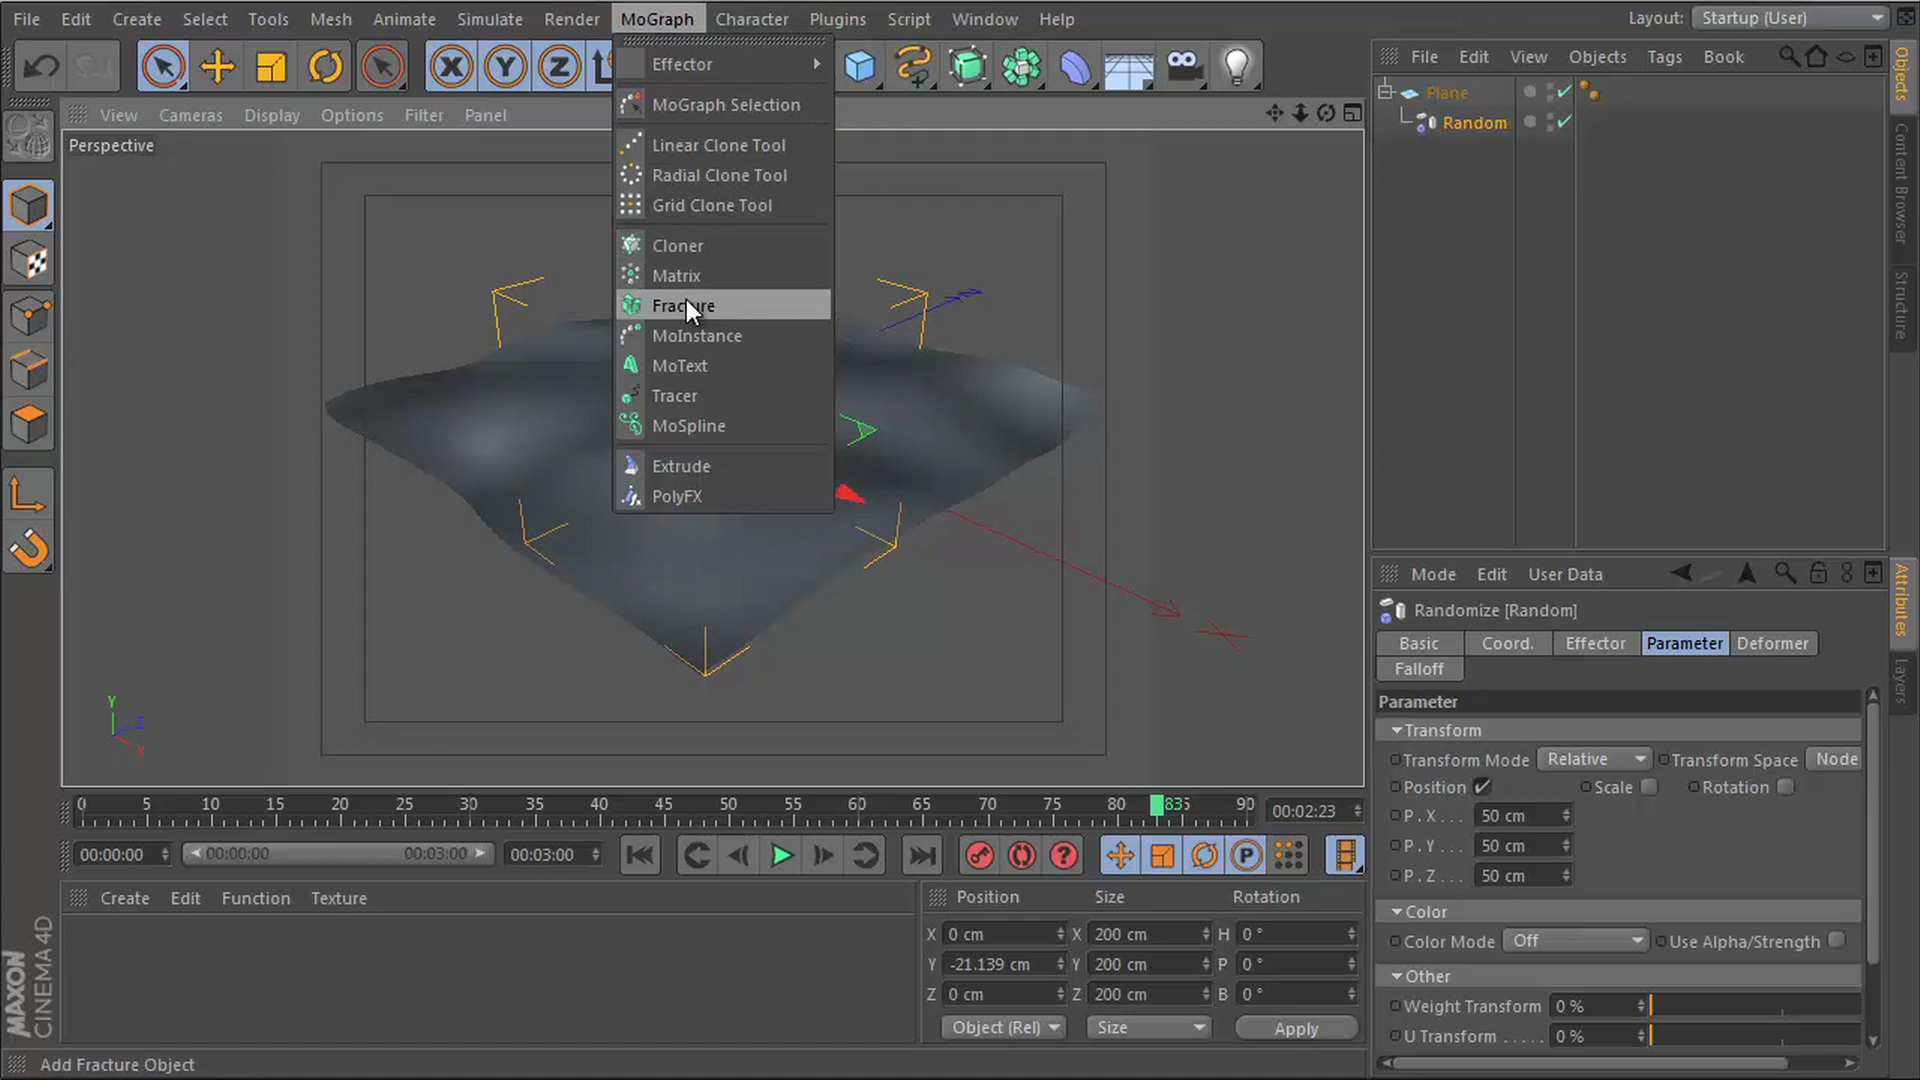 File Edit Create Select Tools Mesh Animate Simulate Render MoGraph Character Plugins Script Window Help
Layout: Startup (User)
X Y Z
View Cameras Display Options Filter Panel
Perspective
Effector
MoGraph Selection
Linear Clone Tool
Radial Clone Tool
Grid Clone Tool
Cloner
Matrix
Fracture
MoInstance
MoText
Tracer
MoSpline
Extrude
PolyFX
Z
X
Y
Z
X
File Edit View Objects Tags Book
Plane
Random
Objects
Content Browser
Structure
Mode Edit User Data
Randomize [Random]
Basic Coord. Effector Parameter Deformer
Falloff
Parameter
Transform
Transform Mode Relative Transform Space Node
Position Scale Rotation
P . X . . . 50 cm
P . Y . . . 50 cm
P . Z . . . 50 cm
Color
Color Mode Off Use Alpha/Strength
Other
Weight Transform 0 %
U Transform . . . . . 0 %
Attributes
Layers
0 5 10 15 20 25 30 35 40 45 50 55 60 65 70 75 80 835 90
00:02:23
00:00:00 00:00:00 00:03:00 00:03:00
P
Create Edit Function Texture
Position Size Rotation
X 0 cm X 200 cm H 0 °
Y -21.139 cm Y 200 cm P 0 °
Z 0 cm Z 200 cm B 0 °
Object (Rel) Size Apply
MAXON
CINEMA 4D
Add Fracture Object